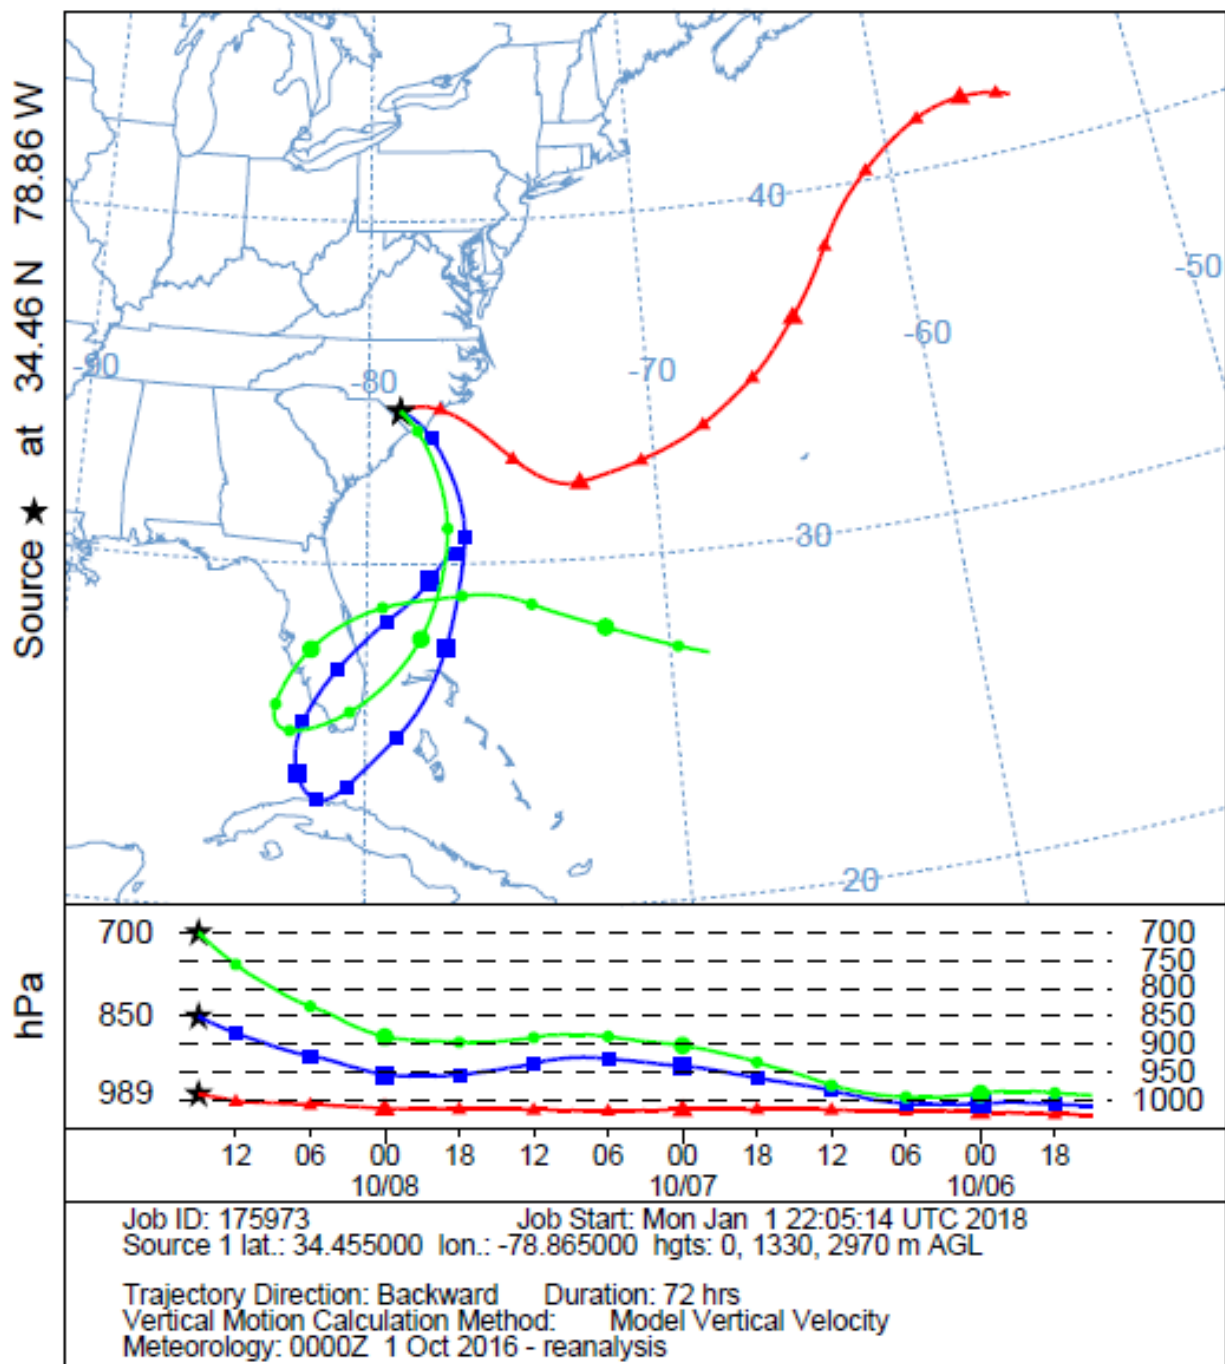 Source ★ at 34.46 N 78.86 W
40
-50
-60
-90
-80
-70
30
20
hPa
700 700
750
800
850 850
900
950
989
1000
12 06 00 18 12 06 00 18 12 06 00 18
10/08 10/07 10/06
Job ID: 175973 Job Start: Mon Jan 1 22:05:14 UTC 2018
Source 1 lat.: 34.455000 lon.: -78.865000 hgts: 0, 1330, 2970 m AGL
Trajectory Direction: Backward Duration: 72 hrs
Vertical Motion Calculation Method: Model Vertical Velocity
Meteorology: 0000Z 1 Oct 2016 - reanalysis